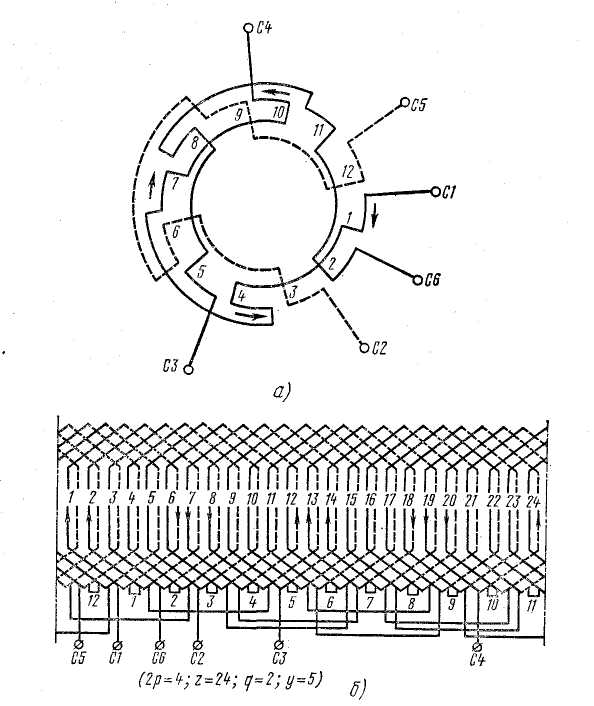 C4
C5
9
10
11
8
12
7
C1
1
6
2
5
C6
4
3
C3
C2
а)
1 2 3 4 5 6 7 8 9 10 11 12 13 14 15 16 17 18 19 20 21 22 23 24
12 1 2 3 4 5 6 7 8 9 10 11
C5 C1 C6 C2 C3 C4
(2p=4; z=24; q=2; y=5)
б)